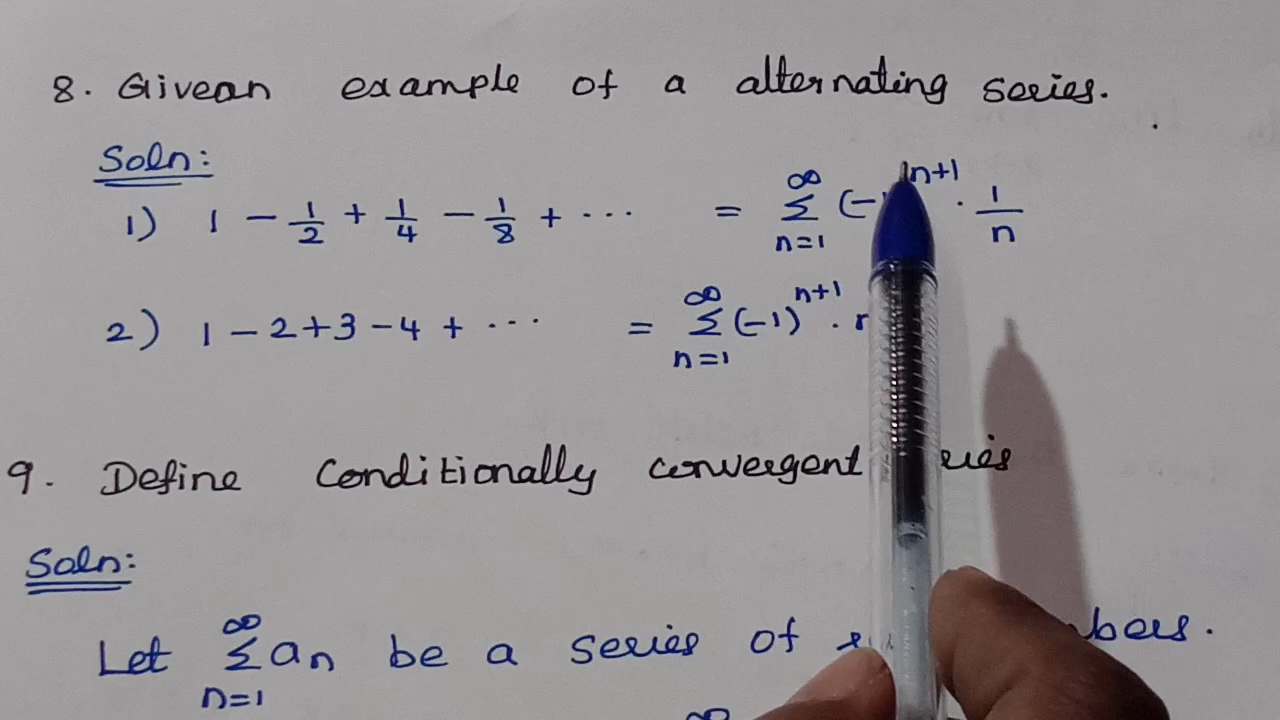 8. Givean example of a alternating series.
Soln:
1) 1 - 1/2 + 1/4 - 1/8 + ... = ∞ Σ n=1 (- n+1 . 1/n
2) 1 - 2 + 3 - 4 + ... = ∞ Σ n=1 (-1)^n+1 .
9. Define Conditionally convergent
Soln:
Let ∞ Σ n=1 an be a series of
∞